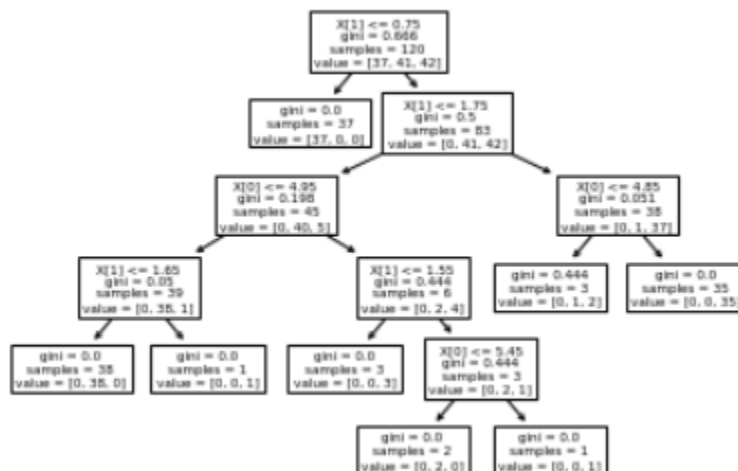 X[1] <= 0.75
gini = 0.666
samples = 120
value = [37, 41, 42]
gini = 0.0
samples = 37
value = [37, 0, 0]
X[1] <= 1.75
gini = 0.5
samples = 83
value = [0, 41, 42]
X[0] <= 4.95
gini = 0.198
samples = 45
value = [0, 40, 5]
X[0] <= 4.85
gini = 0.051
samples = 38
value = [0, 1, 37]
X[1] <= 1.65
gini = 0.05
samples = 39
value = [0, 38, 1]
X[1] <= 1.55
gini = 0.444
samples = 6
value = [0, 2, 4]
gini = 0.444
samples = 3
value = [0, 1, 2]
gini = 0.0
samples = 35
value = [0, 0, 35]
gini = 0.0
samples = 38
value = [0, 38, 0]
gini = 0.0
samples = 1
value = [0, 0, 1]
gini = 0.0
samples = 3
value = [0, 0, 3]
X[0] <= 5.45
gini = 0.444
samples = 3
value = [0, 2, 1]
gini = 0.0
samples = 2
value = [0, 2, 0]
gini = 0.0
samples = 1
value = [0, 0, 1]